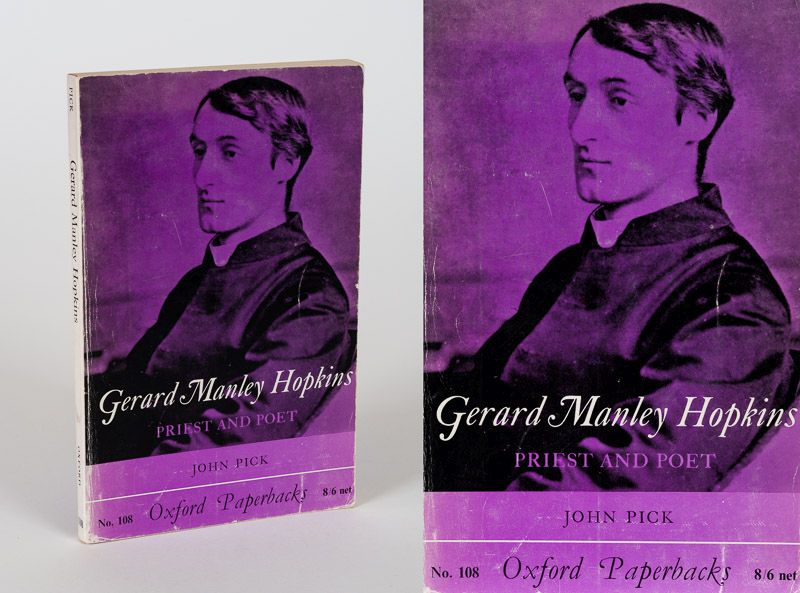 PICK
Gerard Manley Hopkins
OXFORD
Gerard Manley Hopkins
PRIEST AND POET
JOHN PICK
No. 108 Oxford Paperbacks 8/6 net
Gerard Manley Hopkins
PRIEST AND POET
JOHN PICK
No. 108 Oxford Paperbacks 8/6 net